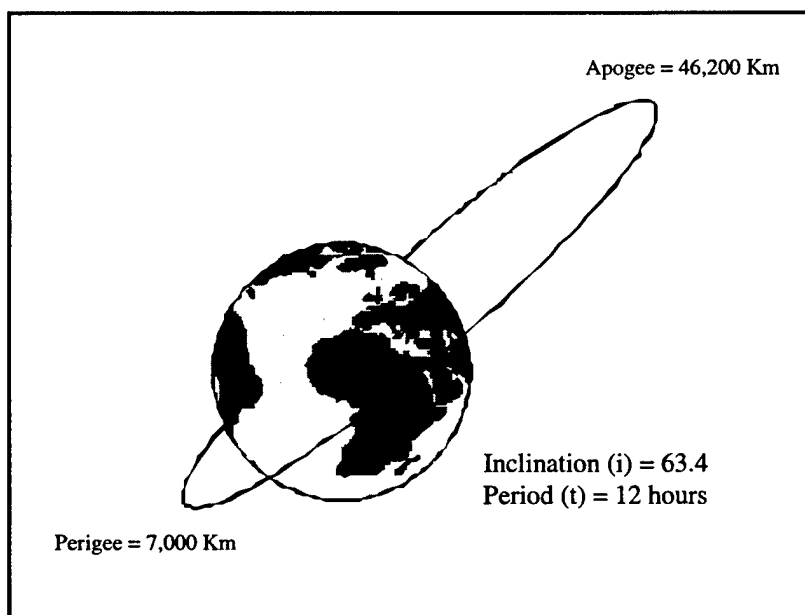 Apogee = 46,200 Km
Inclination (i) = 63.4
Period (t) = 12 hours
Perigee = 7,000 Km